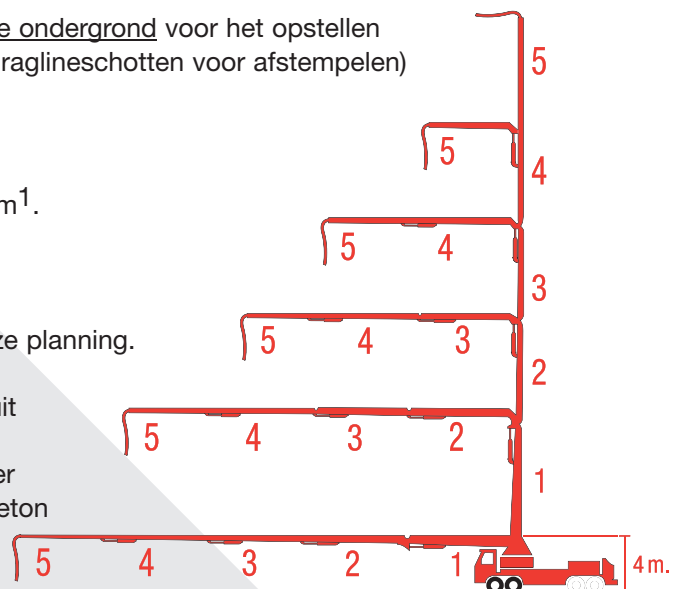 e ondergrond voor het opstellen
raglineschotten voor afstempelen)
m1.
ze planning.
uit
er
eton
5
5 4
5 4 3
5 4 3 2
5 4 3 2 1
5
4
3
2
1
4 m.